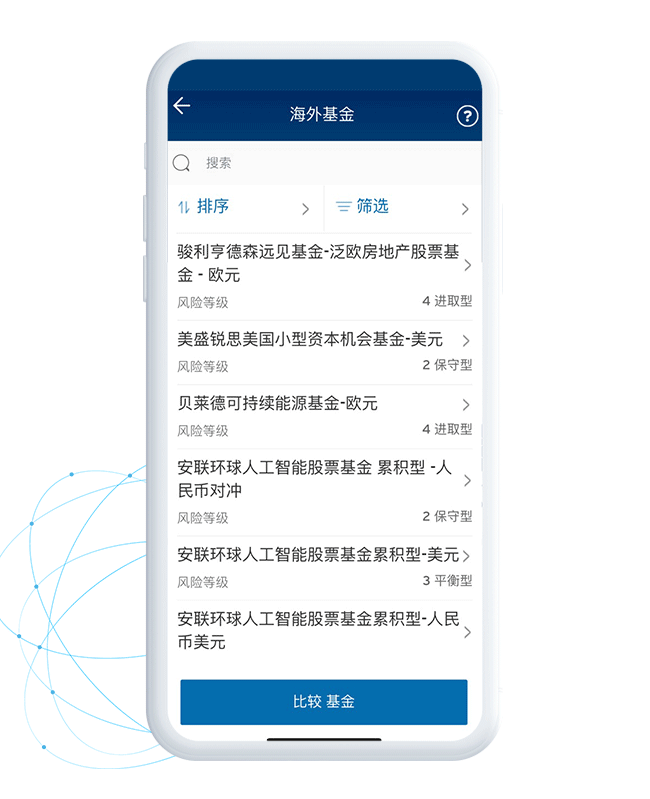 海外基金
?
搜索
排序
筛选
骏利亨德森远见基金-泛欧房地产股票基
金 - 欧元
风险等级 4 进取型
美盛锐思美国小型资本机会基金-美元
风险等级 2 保守型
贝莱德可持续能源基金-欧元
风险等级 4 进取型
安联环球人工智能股票基金 累积型 -人
民币对冲
风险等级 2 保守型
安联环球人工智能股票基金累积型-美元
风险等级 3 平衡型
安联环球人工智能股票基金累积型-人民
币美元
比较 基金